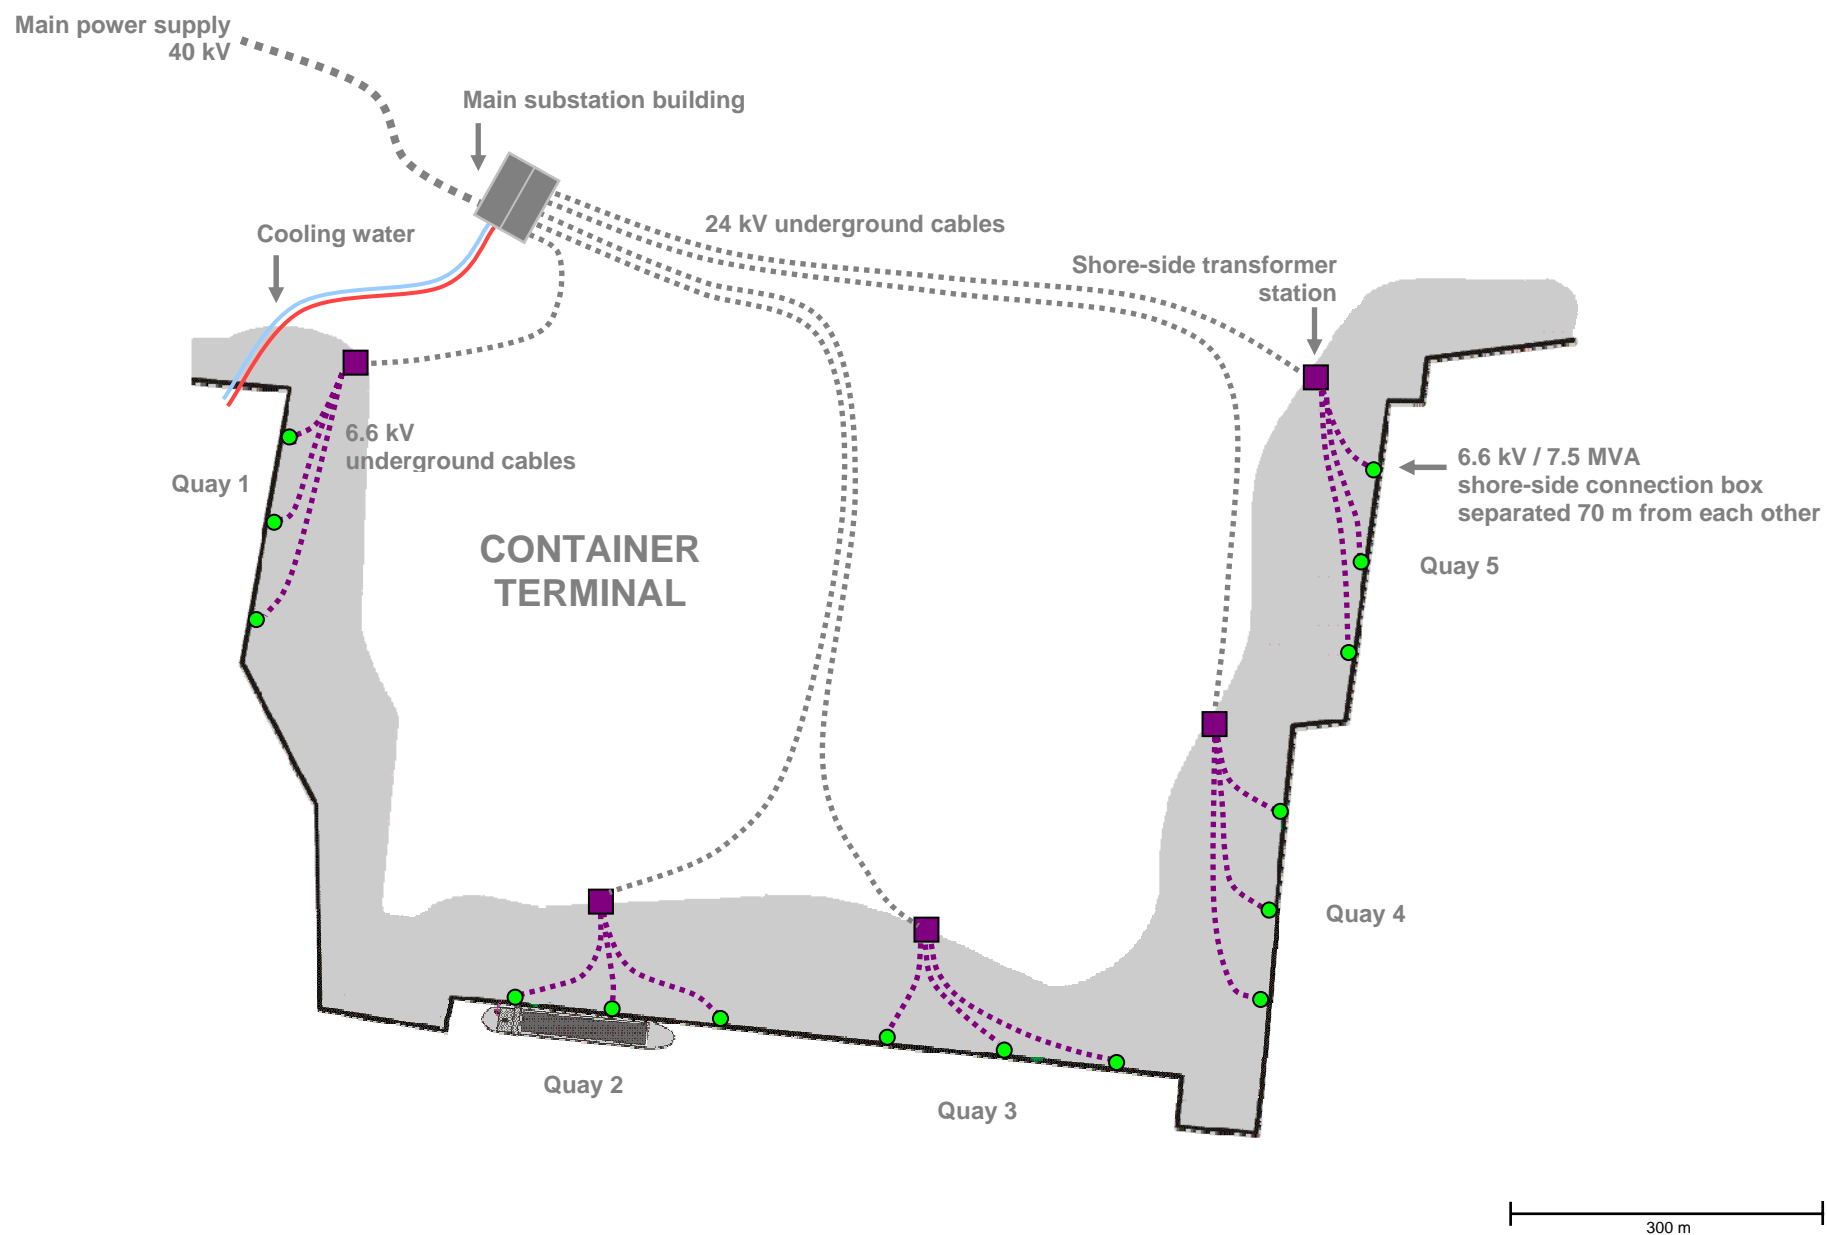 Main power supply
40 kV
Main substation building
Cooling water
24 kV underground cables
Shore-side transformer
station
6.6 kV
underground cables
Quay 1
6.6 kV / 7.5 MVA
shore-side connection box
separated 70 m from each other
CONTAINER
TERMINAL
Quay 5
Quay 4
Quay 2
Quay 3
300 m